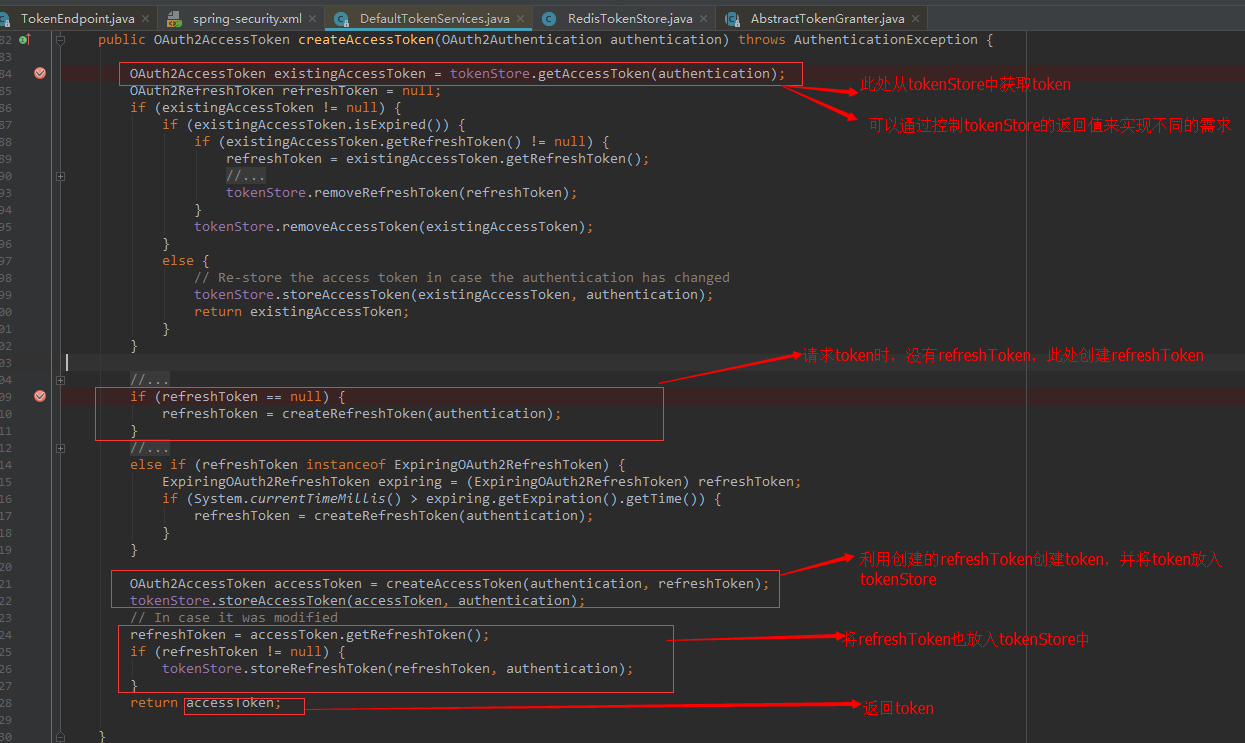 TokenEndpoint.java × spring-security.xml × DefaultTokenServices.java × RedisTokenStore.java × AbstractTokenGranter.java ×
82 public OAuth2AccessToken createAccessToken(OAuth2Authentication authentication) throws AuthenticationException {
83
84 OAuth2AccessToken existingAccessToken = tokenStore.getAccessToken(authentication);
此处从tokenStore中获取token
85 OAuth2RefreshToken refreshToken = null;
86 if (existingAccessToken != null) {
87 if (existingAccessToken.isExpired()) {
可以通过控制tokenStore的返回值来实现不同的需求
88 if (existingAccessToken.getRefreshToken() != null) {
89 refreshToken = existingAccessToken.getRefreshToken();
90 //...
93 tokenStore.removeRefreshToken(refreshToken);
94 }
95 tokenStore.removeAccessToken(existingAccessToken);
96 }
97 else {
98 // Re-store the access token in case the authentication has changed
99 tokenStore.storeAccessToken(existingAccessToken, authentication);
00 return existingAccessToken;
01 }
02 }
03
请求token时，没有refreshToken，此处创建refreshToken
04 //...
09 if (refreshToken == null) {
10 refreshToken = createRefreshToken(authentication);
11 }
12 //...
14 else if (refreshToken instanceof ExpiringOAuth2RefreshToken) {
15 ExpiringOAuth2RefreshToken expiring = (ExpiringOAuth2RefreshToken) refreshToken;
16 if (System.currentTimeMillis() > expiring.getExpiration().getTime()) {
17 refreshToken = createRefreshToken(authentication);
18 }
19 }
20
利用创建的refreshToken创建token，并将token放入
tokenStore
21 OAuth2AccessToken accessToken = createAccessToken(authentication, refreshToken);
22 tokenStore.storeAccessToken(accessToken, authentication);
23 // In case it was modified
24 refreshToken = accessToken.getRefreshToken();
将refreshToken也放入tokenStore中
25 if (refreshToken != null) {
26 tokenStore.storeRefreshToken(refreshToken, authentication);
27 }
28 return accessToken;
返回token
29
30 }